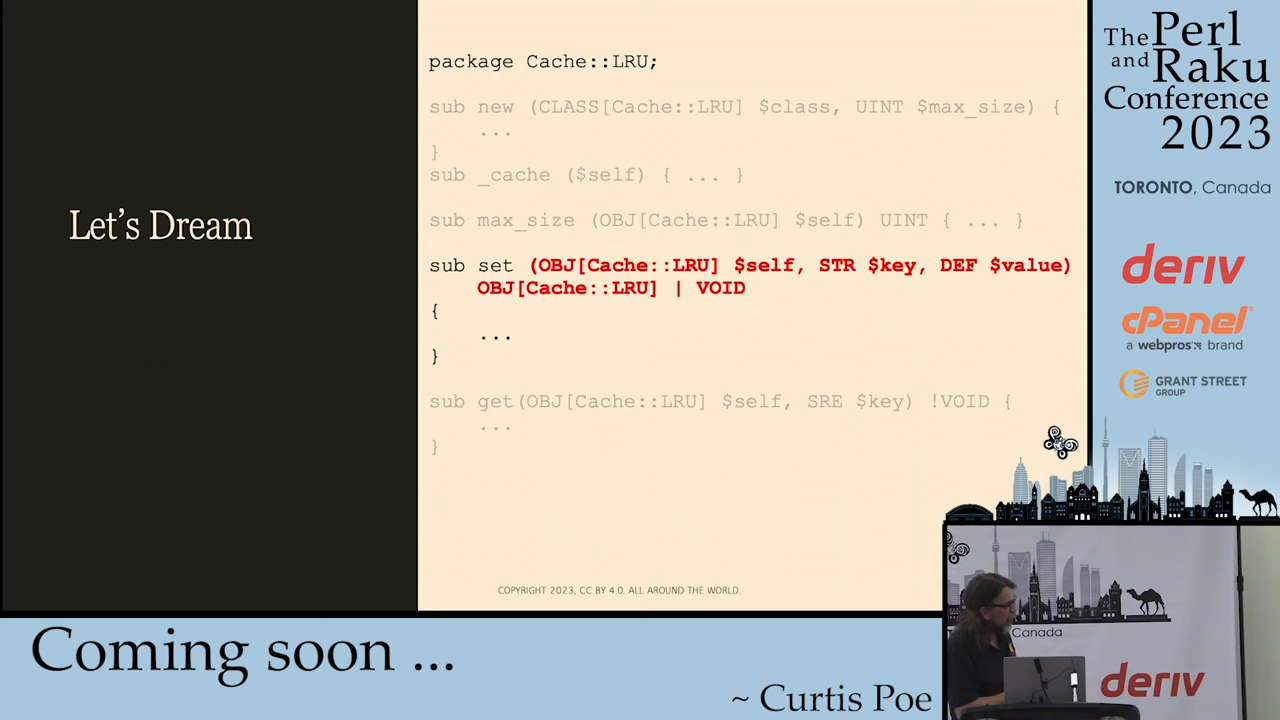 Let's Dream
package Cache::LRU;
sub new (CLASS[Cache::LRU] $class, UINT $max_size) {
...
}
sub _cache ($self) { ... }
sub max_size (OBJ[Cache::LRU] $self) UINT { ... }
sub set (OBJ[Cache::LRU] $self, STR $key, DEF $value)
OBJ[Cache::LRU] | VOID
{
...
}
sub get(OBJ[Cache::LRU] $self, SRE $key) !VOID {
...
}
COPYRIGHT 2023, CC BY 4.0. ALL AROUND THE WORLD.
The Perl
and Raku
Conference
2023
TORONTO, Canada
deriv
cPanel®
a webpros brand
GRANT STREET
GROUP
Canada
deriv
Coming soon ...
~ Curtis Poe